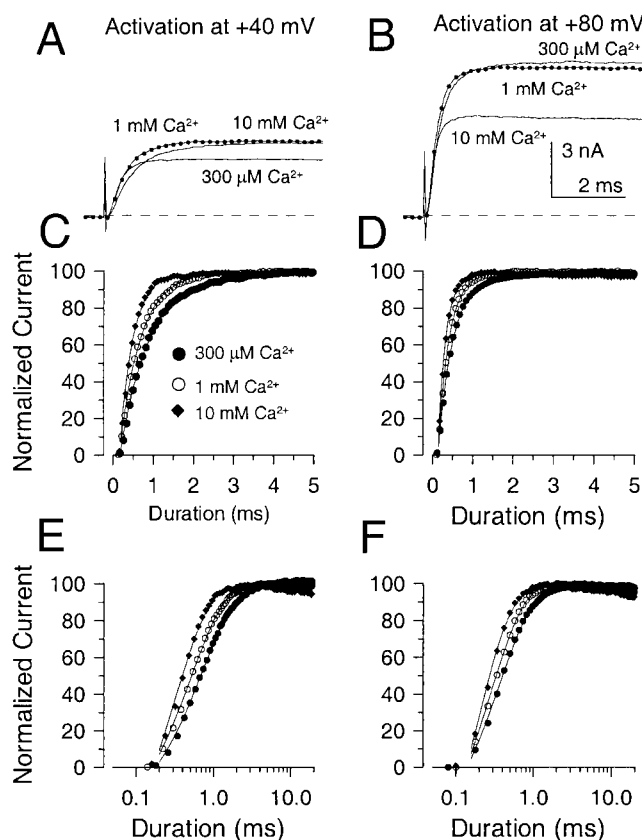 A
Activation at +40 mV
1 mM Ca²⁺
10 mM Ca²⁺
300 µM Ca²⁺
B
Activation at +80 mV
300 µM Ca²⁺
1 mM Ca²⁺
10 mM Ca²⁺
3 nA
2 ms
C
Normalized Current
100
80
60
40
20
0
300 µM Ca²⁺
1 mM Ca²⁺
10 mM Ca²⁺
0 1 2 3 4 5
Duration (ms)
D
100
80
60
40
20
0
0 1 2 3 4 5
Duration (ms)
E
Normalized Current
100
80
60
40
20
0
0.1 1.0 10.0
Duration (ms)
F
100
80
60
40
20
0
0.1 1.0 10.0
Duration (ms)